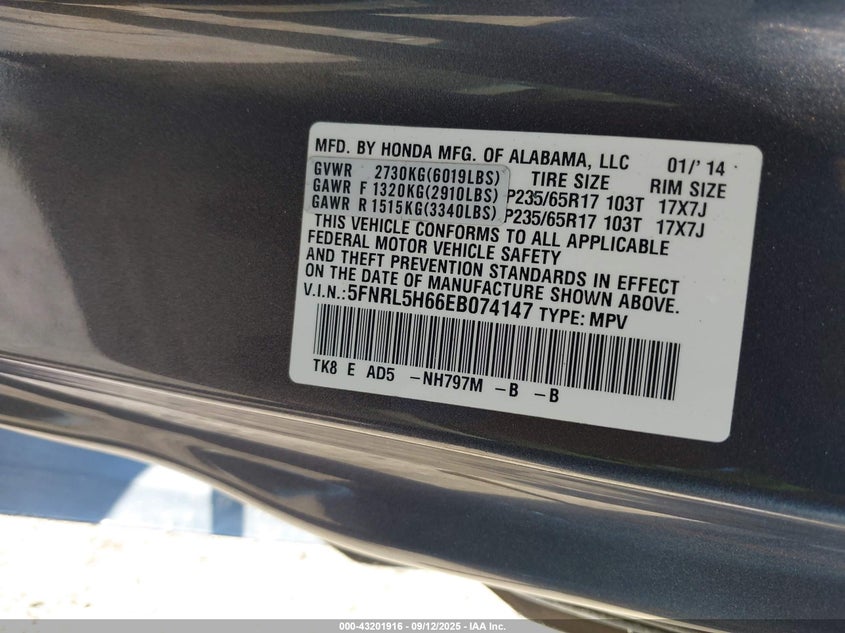 MFD. BY HONDA MFG. OF ALABAMA, LLC 01/' 14
GVWR 2730KG(6019LBS) TIRE SIZE RIM SIZE
GAWR F 1320KG(2910LBS) P235/65R17 103T 17X7J
GAWR R 1515KG(3340LBS) P235/65R17 103T 17X7J
THIS VEHICLE CONFORMS TO ALL APPLICABLE
FEDERAL MOTOR VEHICLE SAFETY
AND THEFT PREVENTION STANDARDS IN EFFECT
ON THE DATE OF MANUFACTURE SHOWN ABOVE.
V.I.N.:5FNRL5H66EB074147 TYPE: MPV
TK8 E AD5 -NH797M -B -B
000-43201916 - 09/12/2025 - IAA Inc.